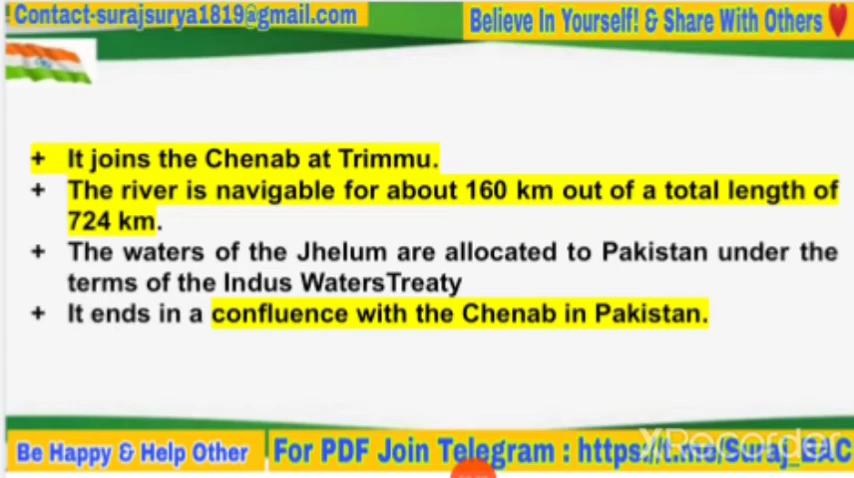 Contact-surajsurya1819@gmail.com
Believe In Yourself! & Share With Others
+ It joins the Chenab at Trimmu.
+ The river is navigable for about 160 km out of a total length of
724 km.
+ The waters of the Jhelum are allocated to Pakistan under the
terms of the Indus WatersTreaty
+ It ends in a confluence with the Chenab in Pakistan.
XRecorder
Be Happy & Help Other
For PDF Join Telegram : https://t.me/Suraj_